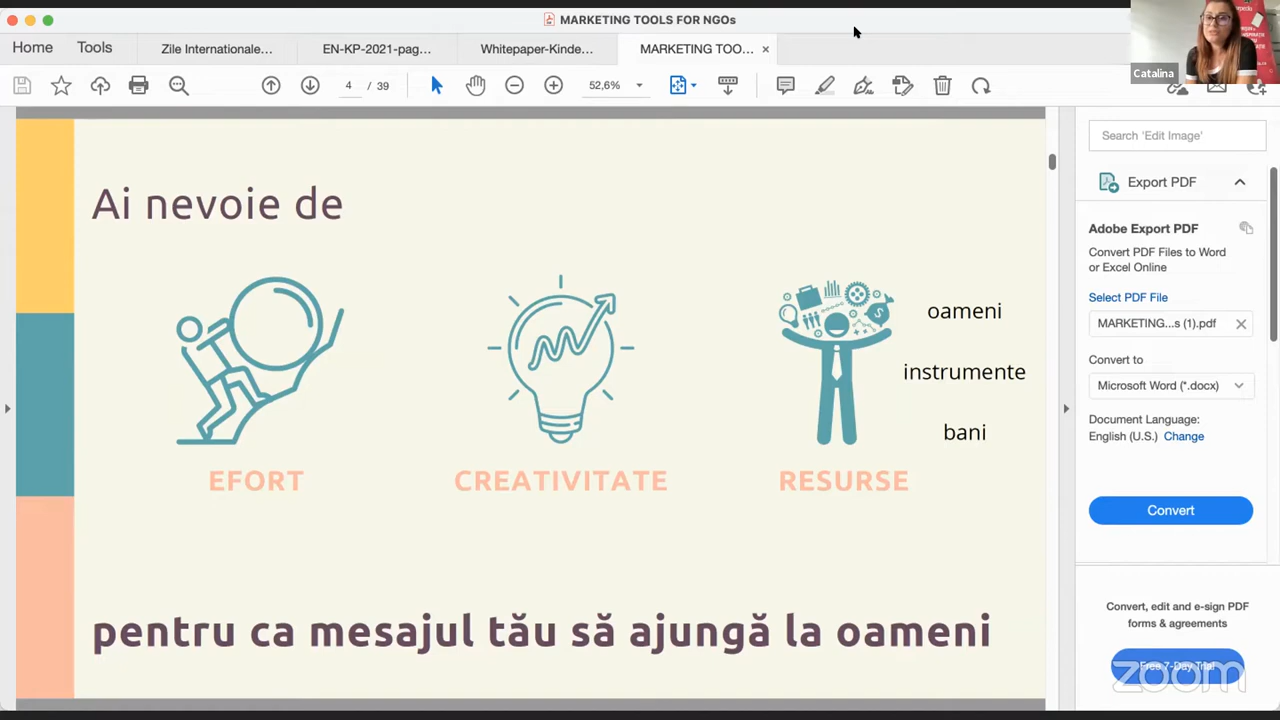 MARKETING TOOLS FOR NGOs
Catalina
Home
Tools
Zile Internationale...
EN-KP-2021-pag...
Whitepaper-Kinde...
MARKETING TOO... ×
4 / 39
52,6%
Search 'Edit Image'
Export PDF
Adobe Export PDF
Convert PDF Files to Word
or Excel Online
Select PDF File
MARKETING...s (1).pdf
Convert to
Microsoft Word (*.docx)
Document Language:
English (U.S.) Change
Convert
Convert, edit and e-sign PDF
forms & agreements
Free 7-Day Trial
zoom
Ai nevoie de
oameni
instrumente
bani
EFORT
CREATIVITATE
RESURSE
pentru ca mesajul tău să ajungă la oameni